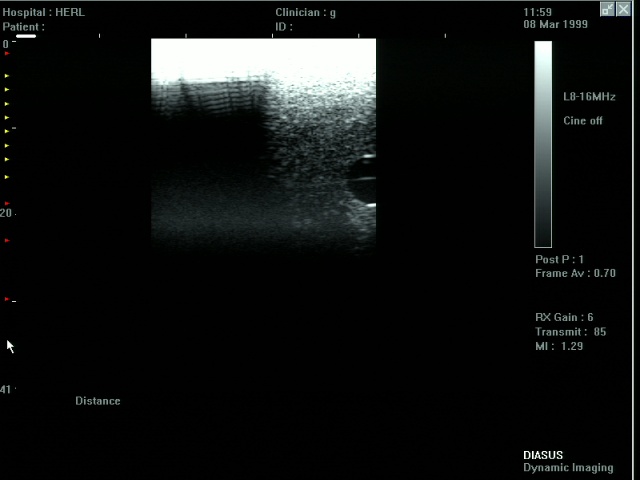 Hospital : HERL
Clinician : g
11:59
Patient :
ID :
08 Mar 1999
0
L8-16MHz
Cine off
20
Post P : 1
Frame Av : 0.70
RX Gain : 6
Transmit : 85
MI : 1.29
41
Distance
DIASUS
Dynamic Imaging